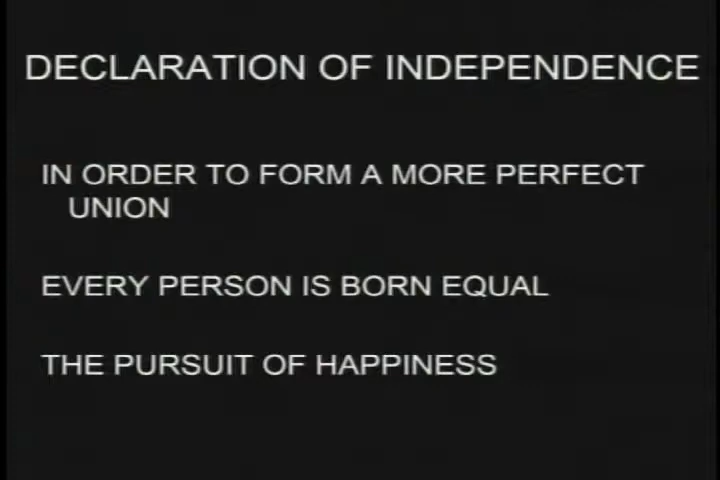 DECLARATION OF INDEPENDENCE
IN ORDER TO FORM A MORE PERFECT
UNION
EVERY PERSON IS BORN EQUAL
THE PURSUIT OF HAPPINESS